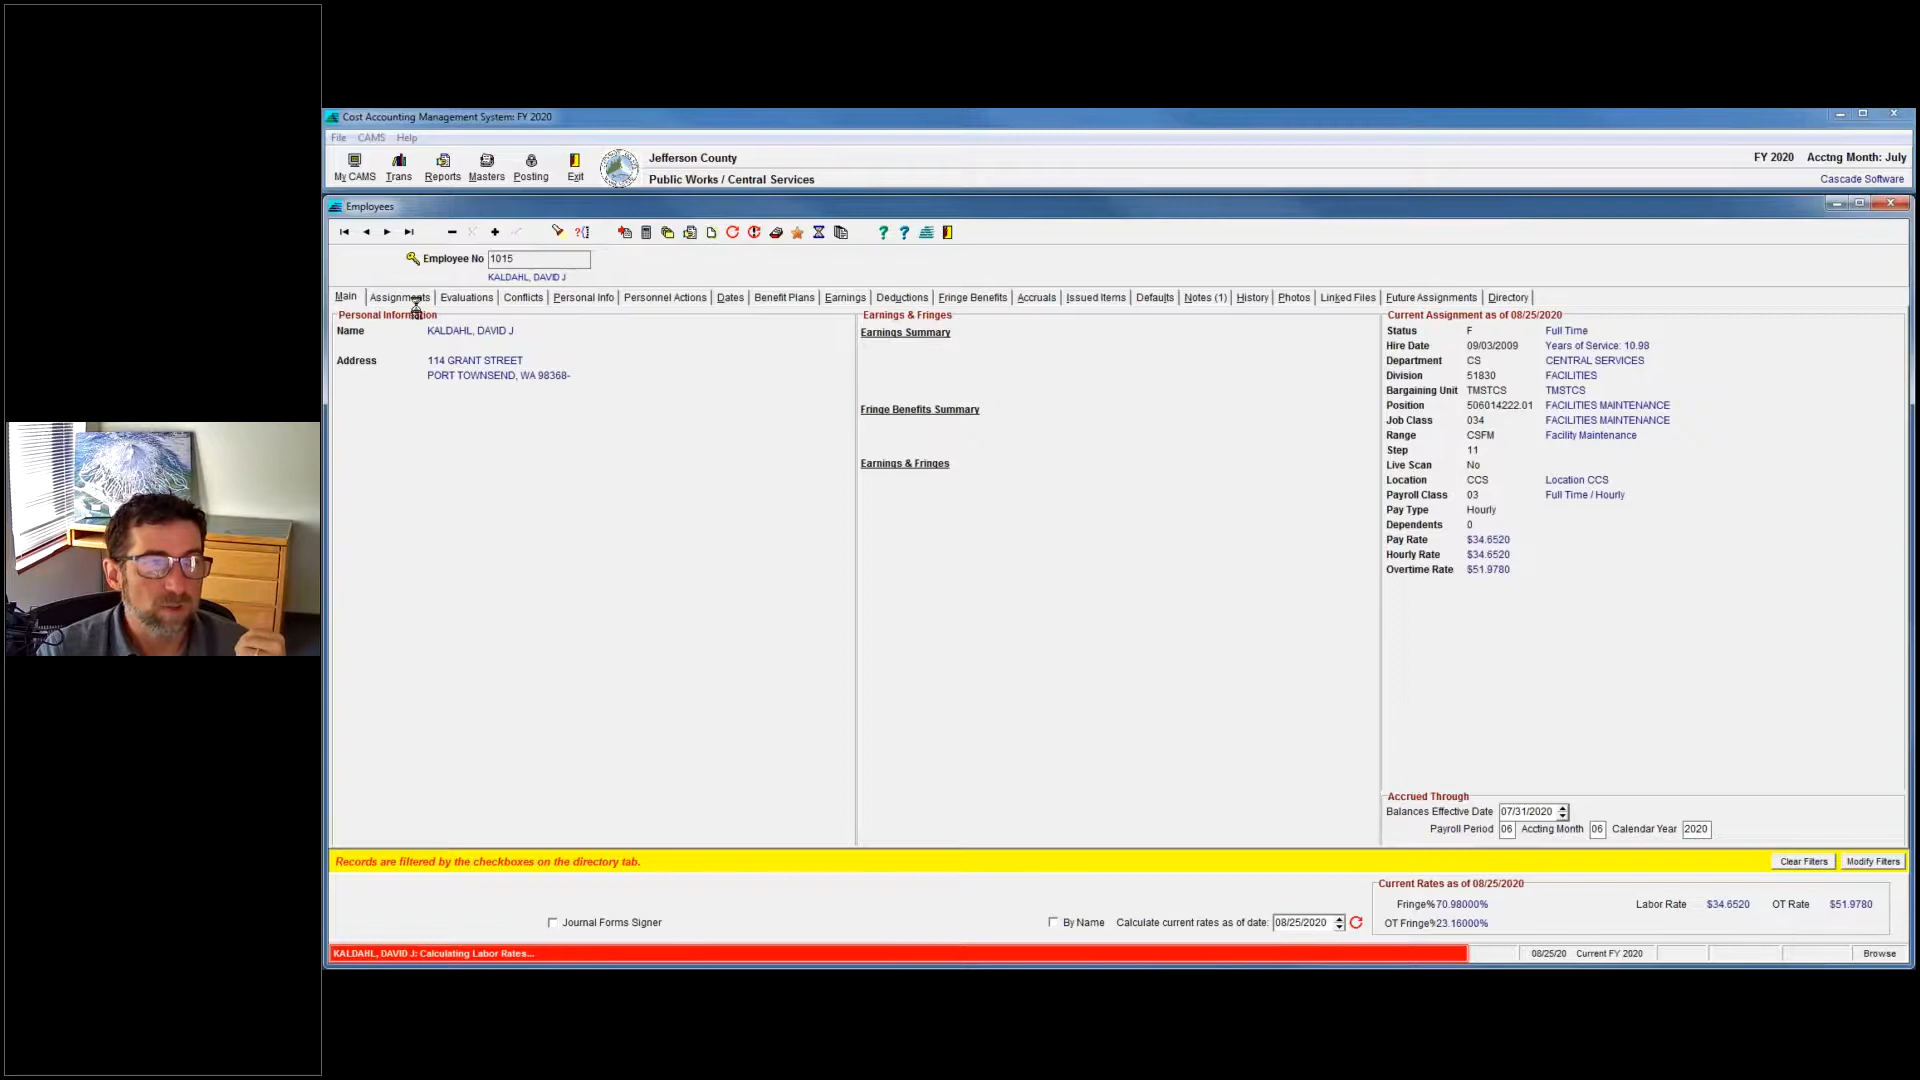 Cost Accounting Management System: FY 2020
File CAMS Help
My CAMS Trans Reports Masters Posting Exit
Jefferson County
Public Works / Central Services
FY 2020 Acctng Month: July
Cascade Software
Employees
Employee No 1015
KALDAHL, DAVID J
Main Assignments Evaluations Conflicts Personal Info Personnel Actions Dates Benefit Plans Earnings Deductions Fringe Benefits Accruals Issued Items Defaults Notes (1) History Photos Linked Files Future Assignments Directory
Personal Information
Name KALDAHL, DAVID J
Address 114 GRANT STREET
PORT TOWNSEND, WA 98368-
Earnings & Fringes
Earnings Summary
Fringe Benefits Summary
Earnings & Fringes
Current Assignment as of 08/25/2020
Status F Full Time
Hire Date 09/03/2009 Years of Service: 10.98
Department CS CENTRAL SERVICES
Division 51830 FACILITIES
Bargaining Unit TMSTCS TMSTCS
Position 506014222.01 FACILITIES MAINTENANCE
Job Class 034 FACILITIES MAINTENANCE
Range CSFM Facility Maintenance
Step 11
Live Scan No
Location CCS Location CCS
Payroll Class 03 Full Time / Hourly
Pay Type Hourly
Dependents 0
Pay Rate $34.6520
Hourly Rate $34.6520
Overtime Rate $51.9780
Accrued Through
Balances Effective Date 07/31/2020
Payroll Period 06 Accting Month 06 Calendar Year 2020
Records are filtered by the checkboxes on the directory tab.
Clear Filters Modify Filters
Journal Forms Signer
By Name Calculate current rates as of date: 08/25/2020
Current Rates as of 08/25/2020
Fringe% 70.98000% Labor Rate $34.6520 OT Rate $51.9780
OT Fringe% 23.16000%
KALDAHL, DAVID J: Calculating Labor Rates...
08/25/20 Current FY 2020 Browse